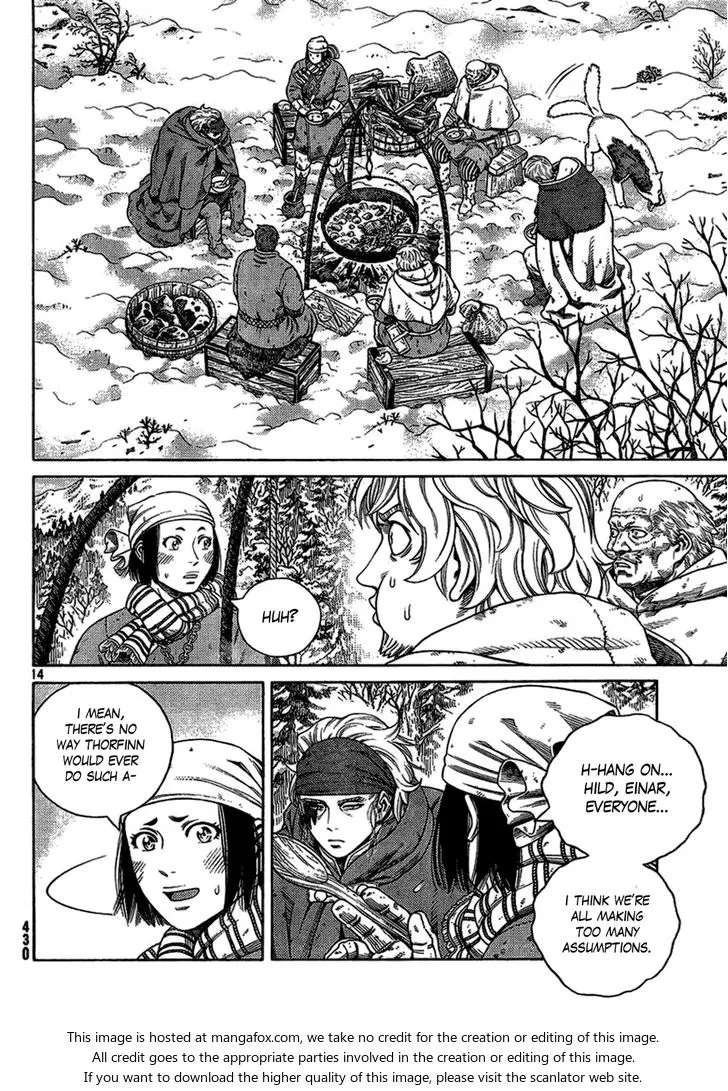 HUH?
14
I MEAN,
THERE'S NO
WAY THORFINN
WOULD EVER
DO SUCH A-
H-HANG ON...
HILD, EINAR,
EVERYONE...
I THINK WE'RE
ALL MAKING
TOO MANY
ASSUMPTIONS.
430
This image is hosted at mangafox.com, we take no credit for the creation or editing of this image.
All credit goes to the appropriate parties involved in the creation or editing of this image.
If you want to download the higher quality of this image, please visit the scanlator web site.